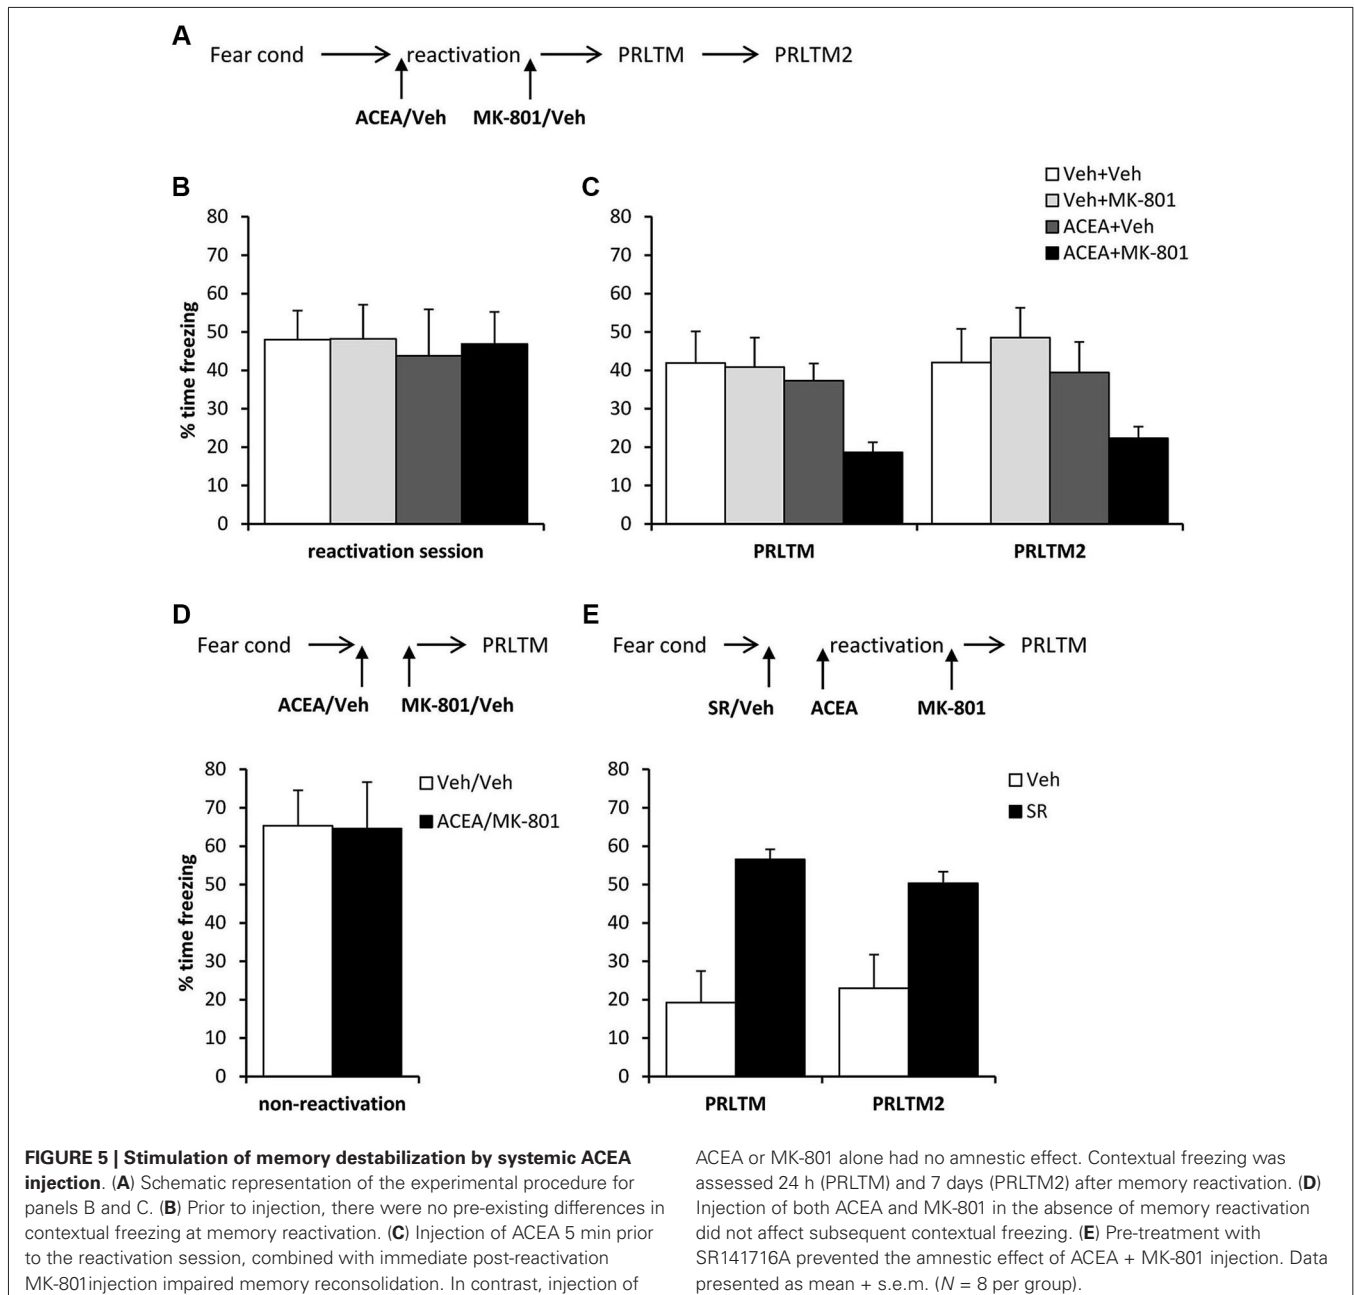 A
Fear cond reactivation PRLTM PRLTM2
ACEA/Veh MK-801/Veh
B
80
70
60
50
40
30
20
10
0
% time freezing
reactivation session
C
Veh+Veh
Veh+MK-801
ACEA+Veh
ACEA+MK-801
80
70
60
50
40
30
20
10
0
PRLTM PRLTM2
D
Fear cond PRLTM
ACEA/Veh MK-801/Veh
80
70
60
50
40
30
20
10
0
% time freezing
Veh/Veh
ACEA/MK-801
non-reactivation
E
Fear cond reactivation PRLTM
SR/Veh ACEA MK-801
80
70
60
50
40
30
20
10
0
Veh
SR
PRLTM PRLTM2
FIGURE 5 | Stimulation of memory destabilization by systemic ACEA
injection. (A) Schematic representation of the experimental procedure for
panels B and C. (B) Prior to injection, there were no pre-existing differences in
contextual freezing at memory reactivation. (C) Injection of ACEA 5 min prior
to the reactivation session, combined with immediate post-reactivation
MK-801injection impaired memory reconsolidation. In contrast, injection of
ACEA or MK-801 alone had no amnestic effect. Contextual freezing was
assessed 24 h (PRLTM) and 7 days (PRLTM2) after memory reactivation. (D)
Injection of both ACEA and MK-801 in the absence of memory reactivation
did not affect subsequent contextual freezing. (E) Pre-treatment with
SR141716A prevented the amnestic effect of ACEA + MK-801 injection. Data
presented as mean + s.e.m. (N = 8 per group).